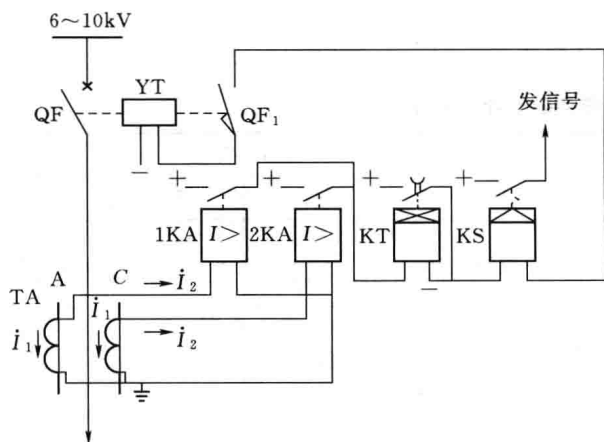 6～10kV
YT
QF
QF₁
发信号
−
+ −
+ −
+ −
+ −
1KA
I>
2KA
I>
KT
KS
−
TA
A
C
İ₂
İ₁
İ₁
İ₂